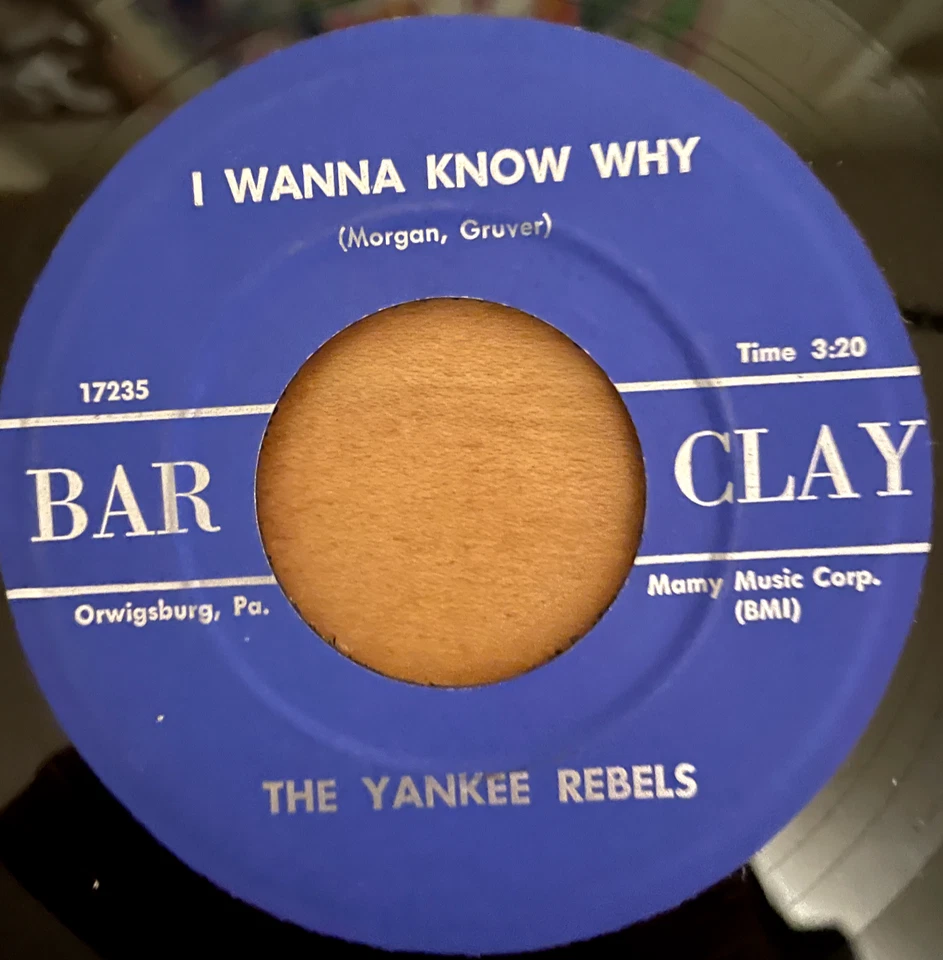 I WANNA KNOW WHY
(Morgan, Gruver)
Time 3:20
17235
BAR CLAY
Orwigsburg, Pa.
Mamy Music Corp.
(BMI)
THE YANKEE REBELS